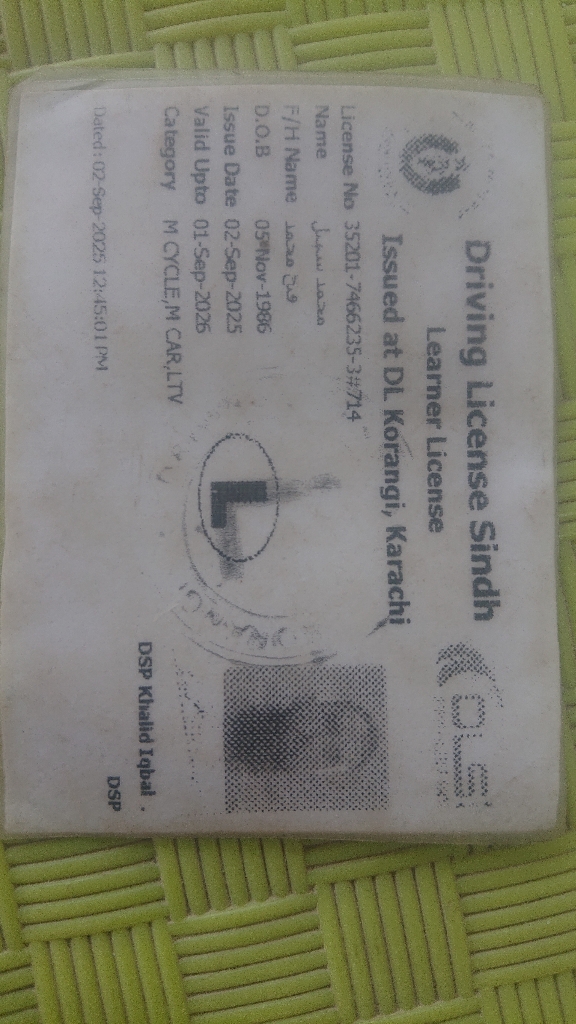 Driving License Sindh
Learner License
Issued at DL Korangi, Karachi
License No 35201-7466235-3#714
Name محمد سہیل
F/H Name فتح محمد
D.O.B 05-Nov-1986
Issue Date 02-Sep-2025
Valid Upto 01-Sep-2026
Category M CYCLE,M CAR,LTV
L
DSP Khalid Iqbal .
DSP
Dated: 02-Sep-2025 12:45:01 PM